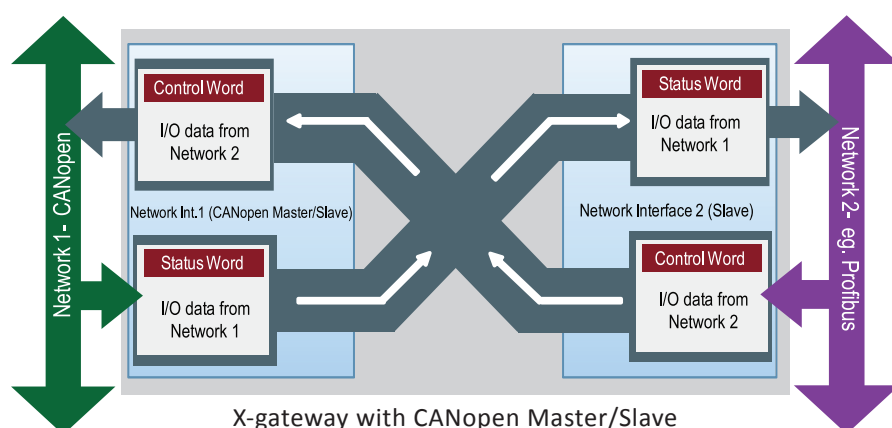 Network 1- CANopen
Control Word
I/O data from
Network 2
Network Int.1 (CANopen Master/Slave)
Status Word
I/O data from
Network 1
Status Word
I/O data from
Network 1
Network Interface 2 (Slave)
Control Word
I/O data from
Network 2
Network 2- eg. Profibus
X-gateway with CANopen Master/Slave